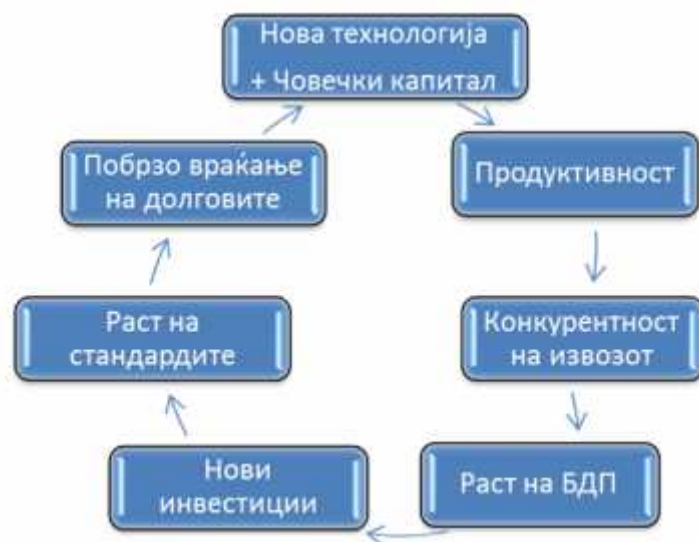 Нова технологија
+ Човечки капитал
Продуктивност
Конкурентност
на извозот
Раст на БДП
Нови
инвестиции
Раст на
стандардите
Побрзо враќање
на долговите